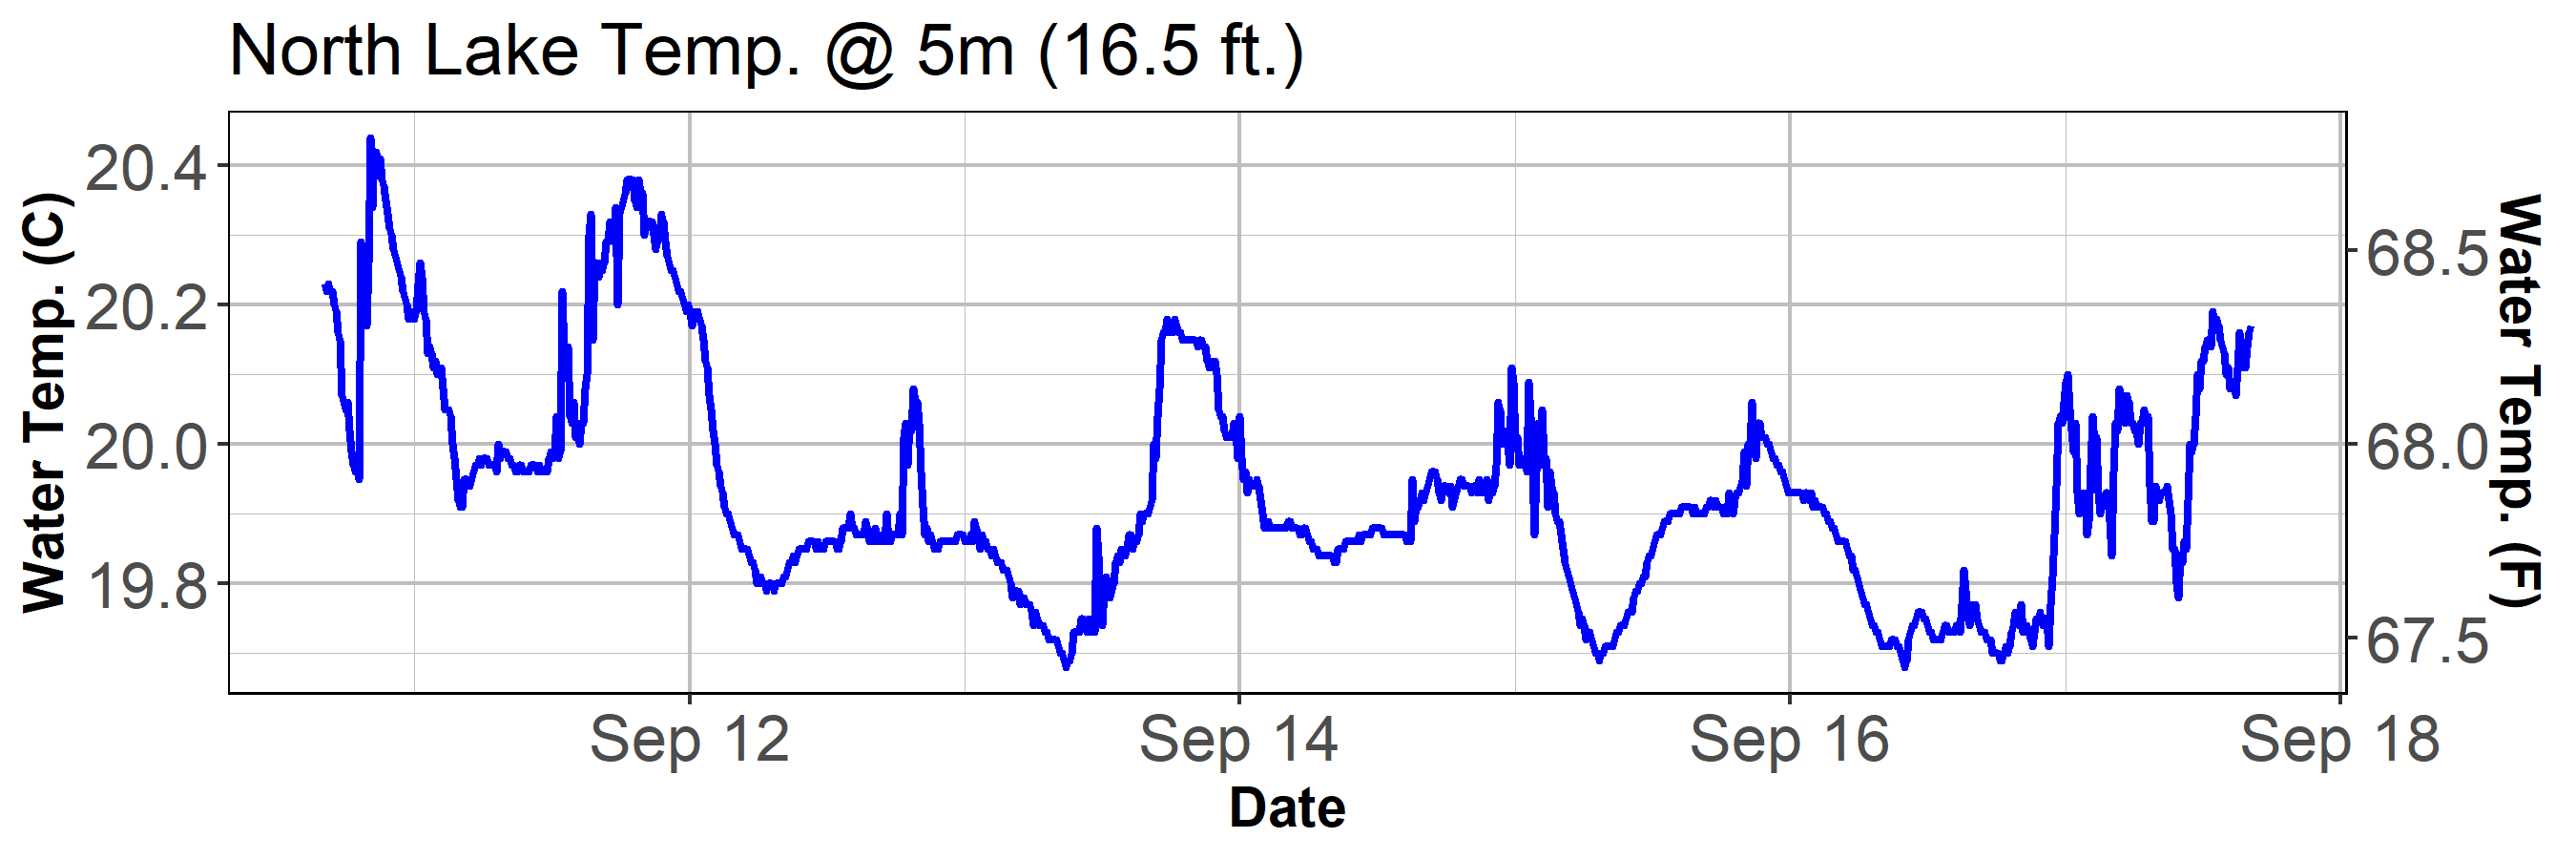 North Lake Temp. @ 5m (16.5 ft.)
Water Temp. (C)
20.4
20.2
20.0
19.8
68.5
68.0
67.5
Water Temp. (F)
Sep 12 Sep 14 Sep 16 Sep 18
Date